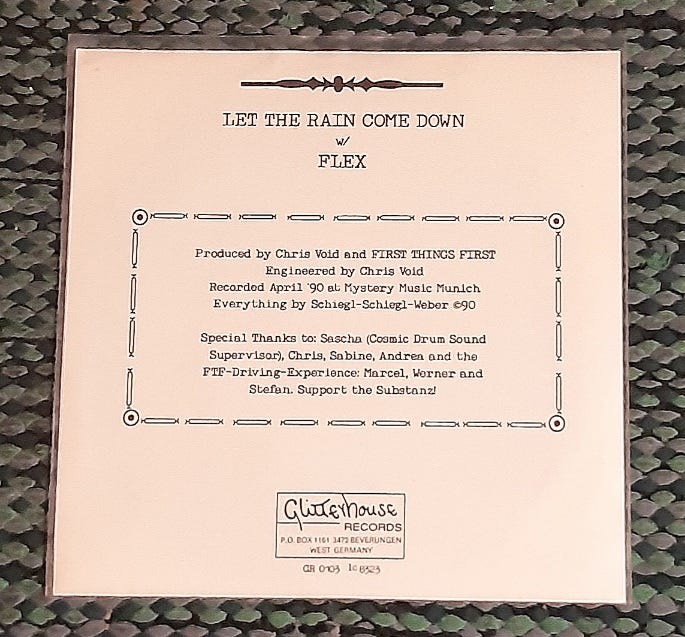 LET THE RAIN COME DOWN
w/
FLEX
Produced by Chris Void and FIRST THINGS FIRST
Engineered by Chris Void
Recorded April '90 at Mystery Music Munich
Everything by Schiegl-Schiegl-Weber ©90
Special Thanks to: Sascha (Cosmic Drum Sound
Supervisor), Chris, Sabine, Andrea and the
FTF-Driving-Experience: Marcel, Werner and
Stefan. Support the Substanz!
Glitterhouse
RECORDS
P.O. BOX 1161 3472 BEVERUNGEN
WEST GERMANY
GR 0103 lc 8323